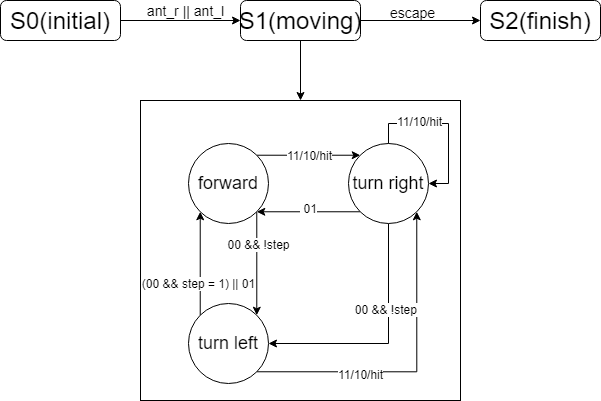 S0(initial)
ant_r || ant_l
S1(moving)
escape
S2(finish)
11/10/hit
11/10/hit
forward
turn right
01
00 && !step
(00 && step = 1) || 01
00 && !step
turn left
11/10/hit